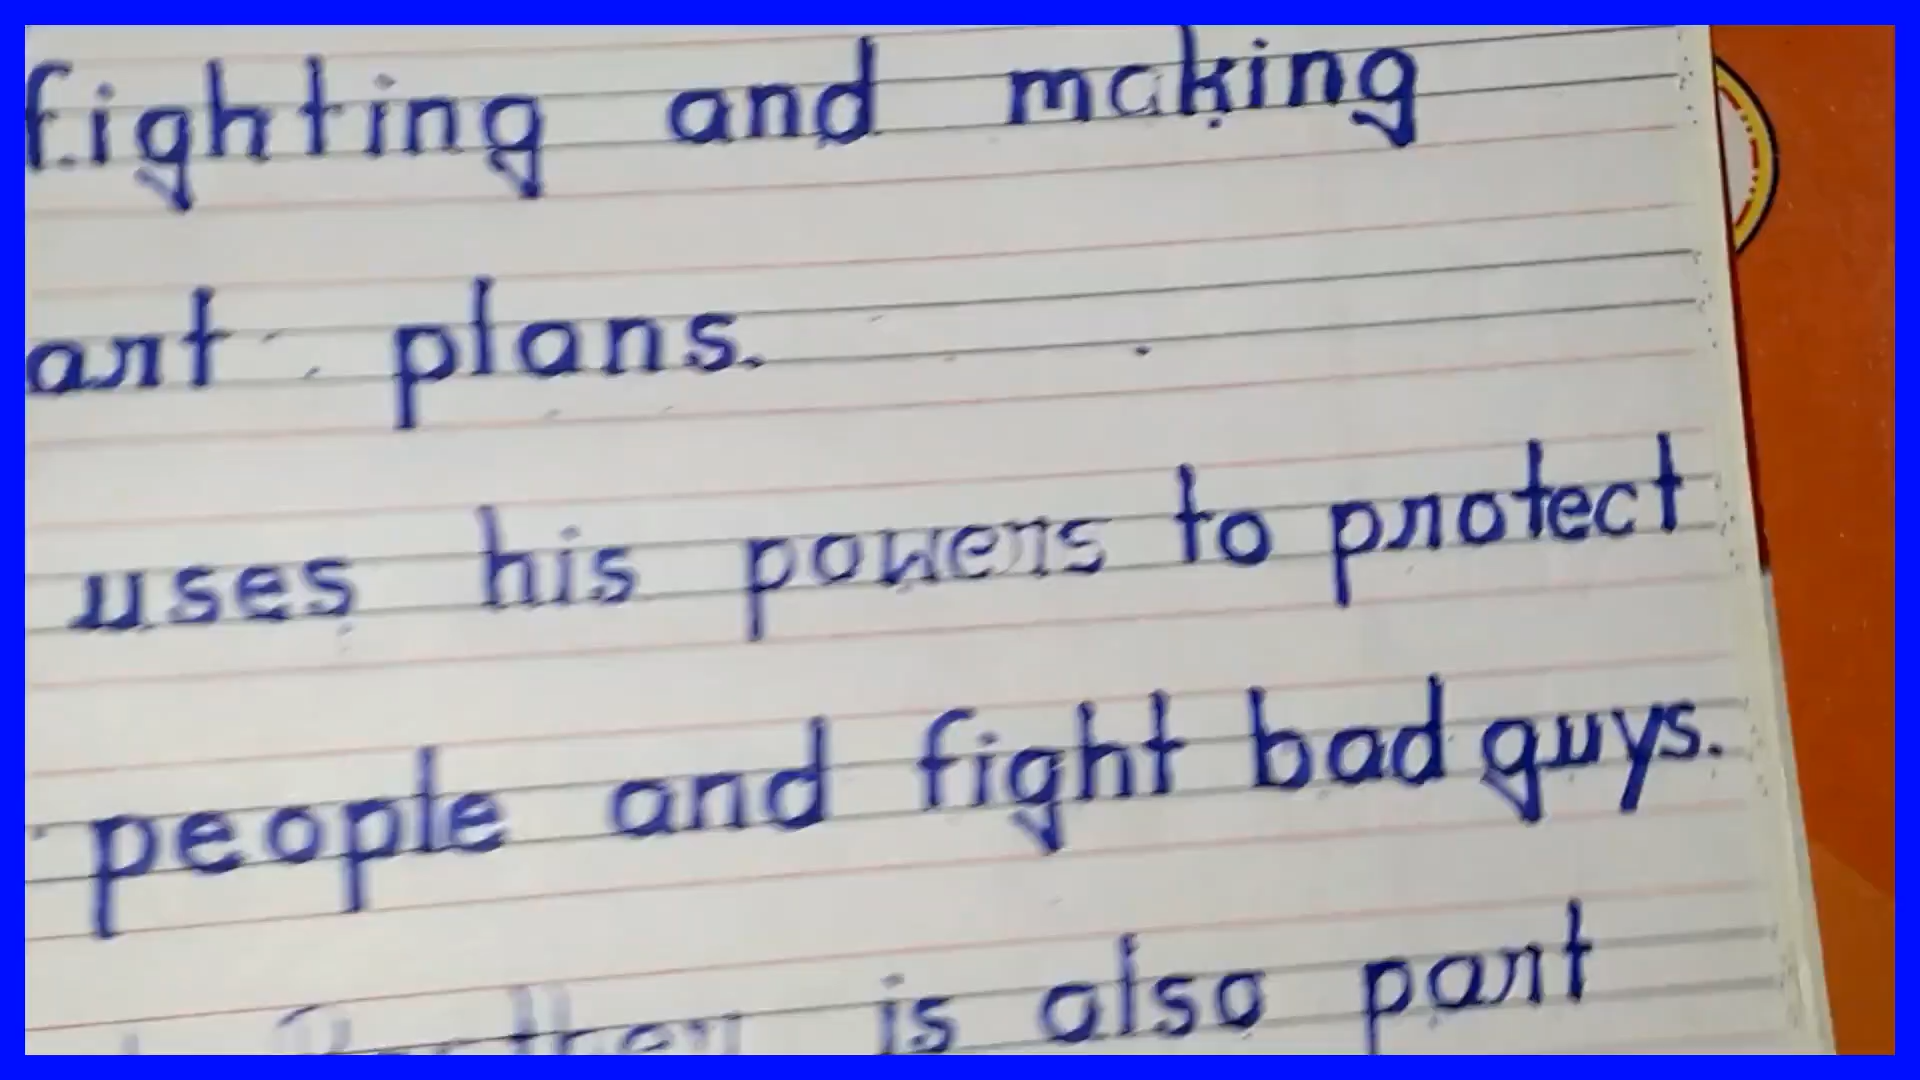 fighting and making
art plans.
uses his powers to protect
people and fight bad guys.
is also part